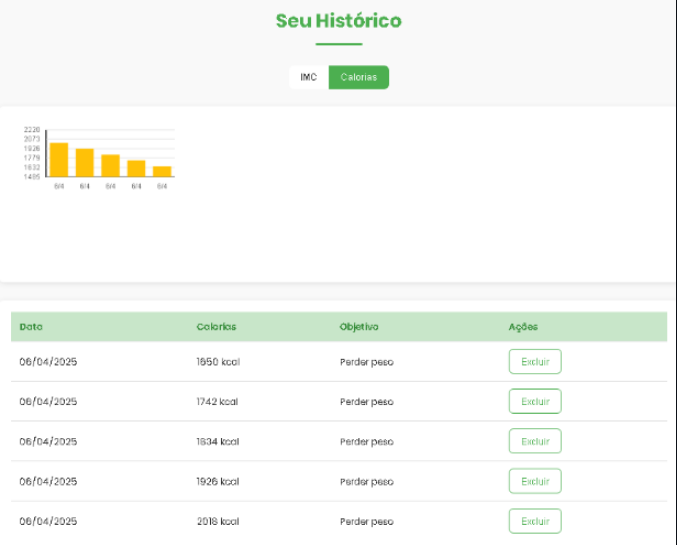 Seu Histórico
IMC Calorias
2220
2073
1926
1779
1632
1485
6/4 6/4 6/4 6/4 6/4
Data Calorias Objetivo Ações
06/04/2025 1650 kcal Perder peso Excluir
06/04/2025 1742 kcal Perder peso Excluir
06/04/2025 1834 kcal Perder peso Excluir
06/04/2025 1926 kcal Perder peso Excluir
06/04/2025 2018 kcal Perder peso Excluir